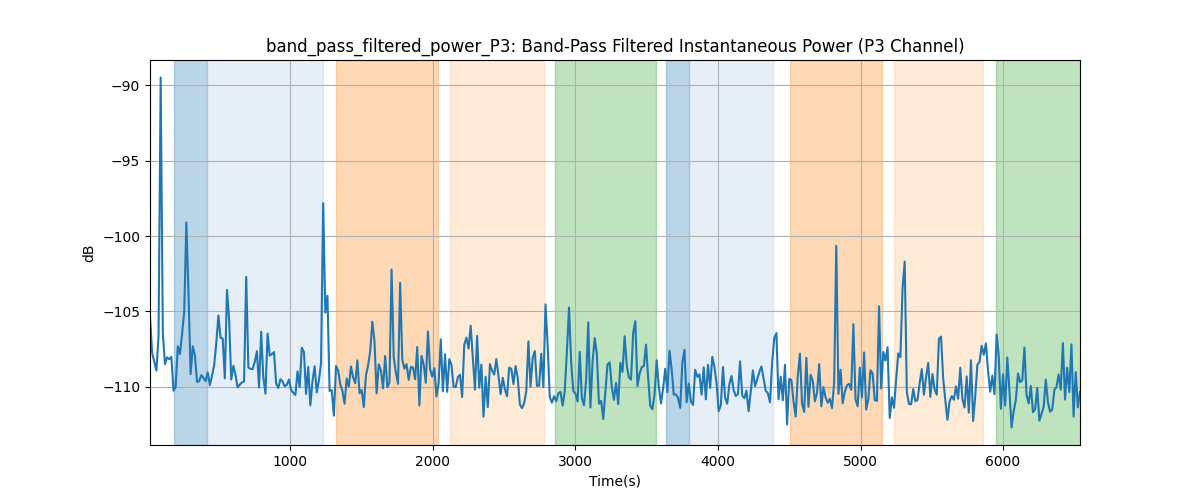 band_pass_filtered_power_P3: Band-Pass Filtered Instantaneous Power (P3 Channel)
−90
−95
−100
−105
−110
dB
1000 2000 3000 4000 5000 6000
Time(s)